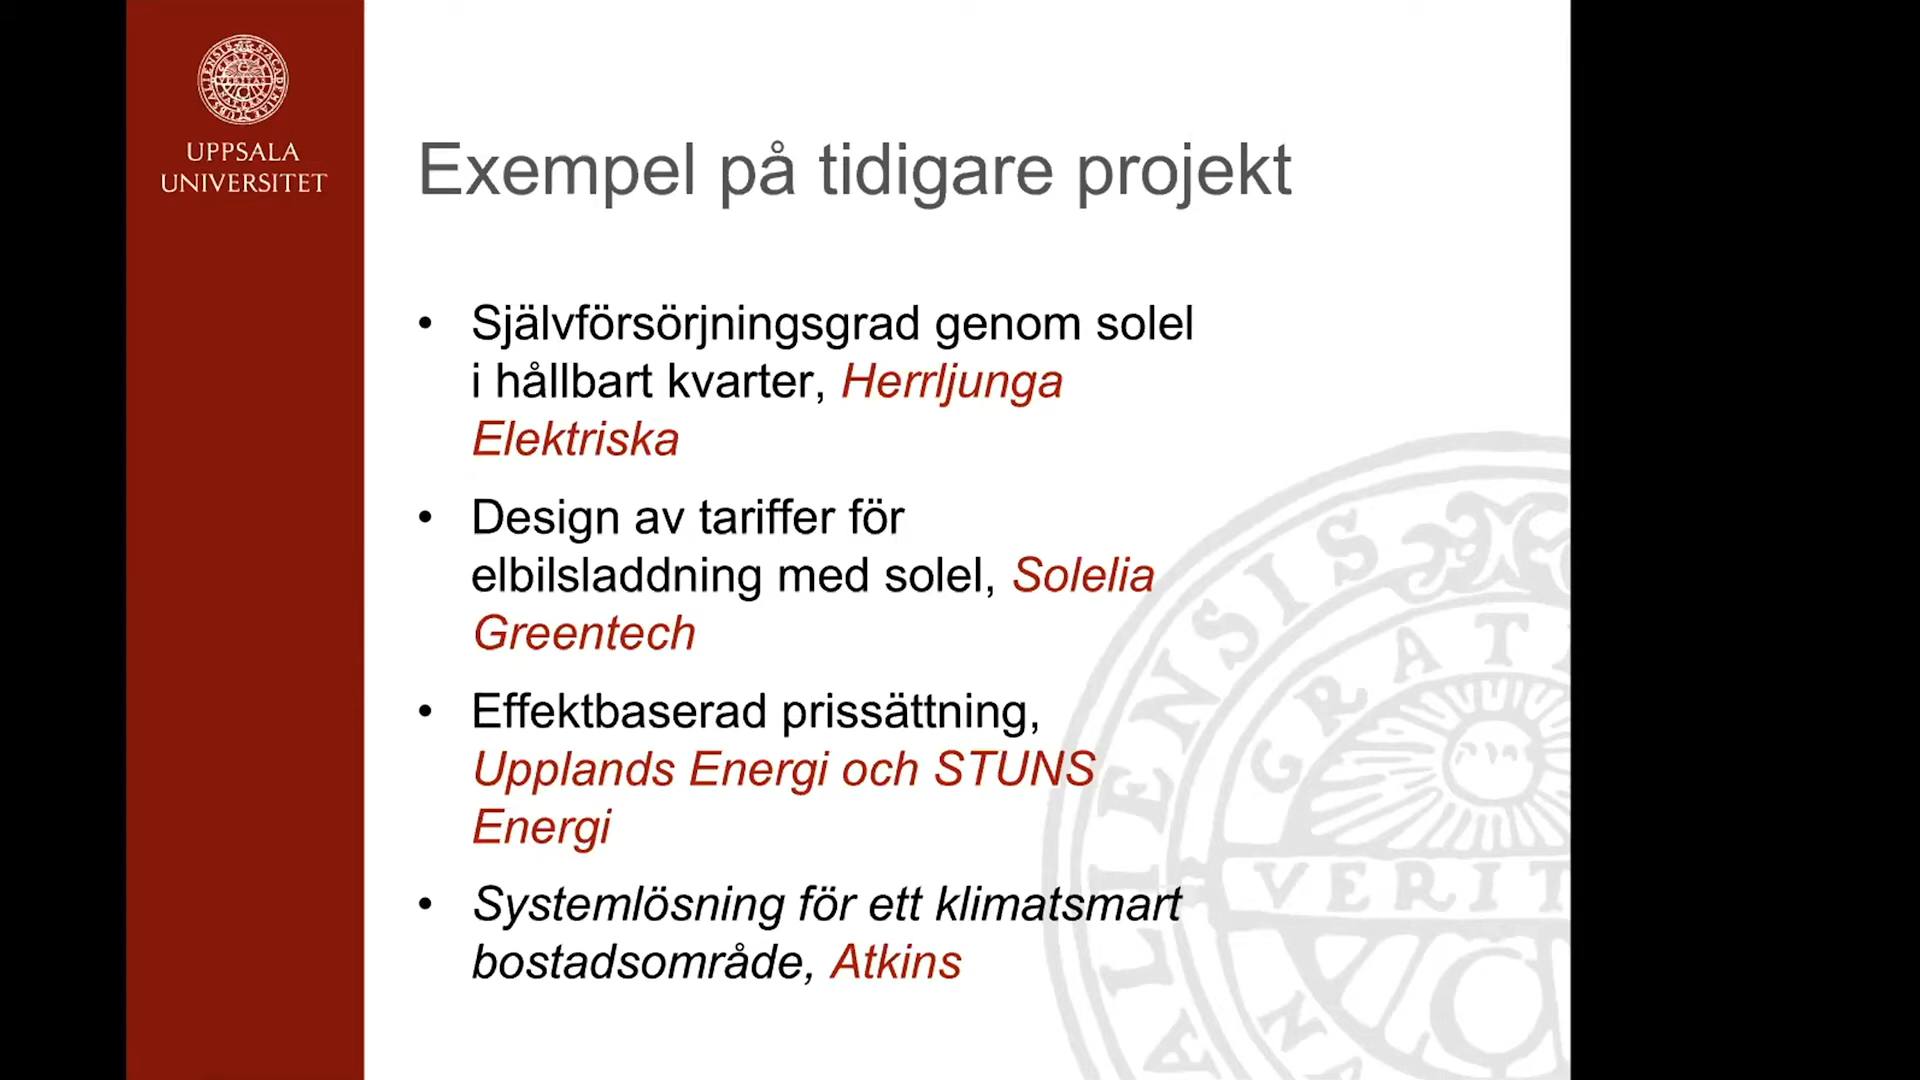 UPPSALA
UNIVERSITET
Exempel på tidigare projekt
• Självförsörjningsgrad genom solel
i hållbart kvarter, Herrljunga
Elektriska
• Design av tariffer för
elbilsladdning med solel, Solelia
Greentech
• Effektbaserad prissättning,
Upplands Energi och STUNS
Energi
• Systemlösning för ett klimatsmart
bostadsområde, Atkins